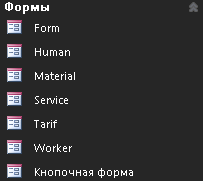 Формы
Form
Human
Material
Service
Tarif
Worker
Кнопочная форма